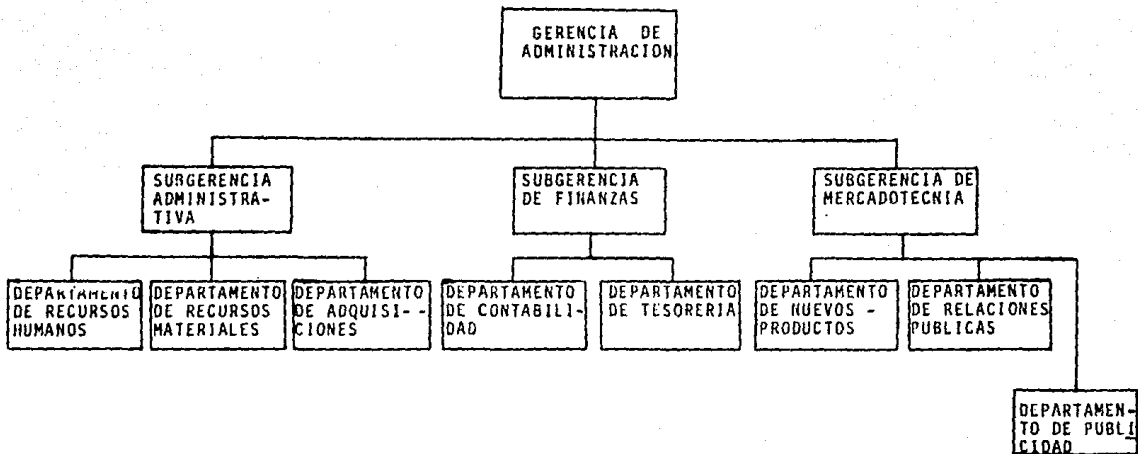 GERENCIA DE
ADMINISTRACION
SUBGERENCIA
ADMINISTRA-
TIVA
SUBGERENCIA
DE FINANZAS
SUBGERENCIA DE
MERCADOTECNIA
DEPARTAMENTO
DE RECURSOS
HUMANOS
DEPARTAMENTO
DE RECURSOS
MATERIALES
DEPARTAMENTO
DE ADQUISI--
CIONES
DEPARTAMENTO
DE CONTABILI-
DAD
DEPARTAMENTO
DE TESORERIA
DEPARTAMENTO
DE NUEVOS -
PRODUCTOS
DEPARTAMENTO
DE RELACIONES
PUBLICAS
DEPARTAMEN-
TO DE PUBLI
CIDAD